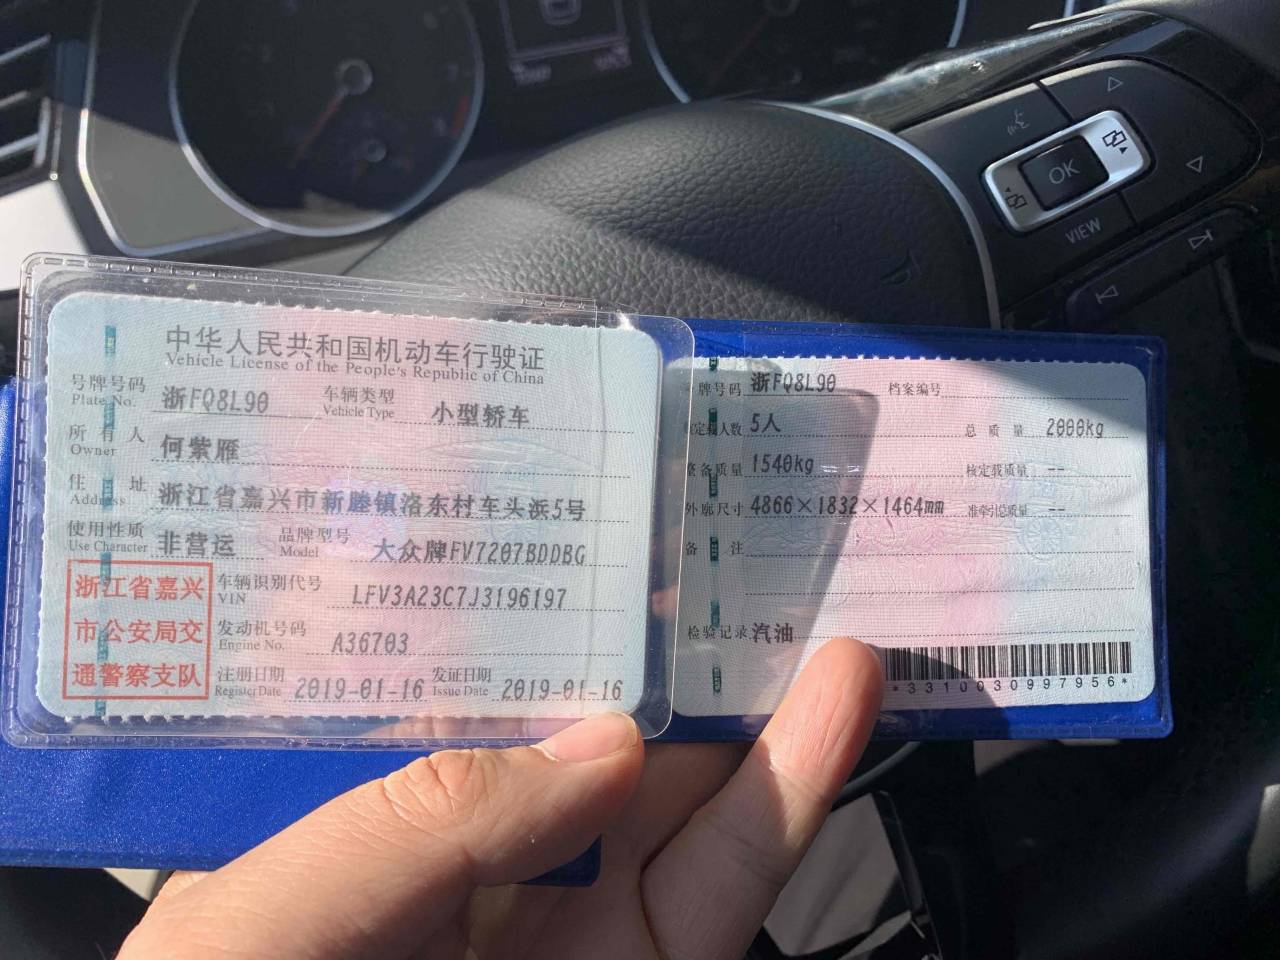 OK
VIEW
中华人民共和国机动车行驶证
Vehicle License of the People's Republic of China
号牌号码 浙FQ8L90 车辆类型 小型轿车
Plate No. Vehicle Type
所有人 何紫雁
Owner
住址 浙江省嘉兴市新塍镇洛东村车头浜5号
Address
使用性质 非营运 品牌型号 大众牌FV7207BDDBG
Use Character Model
浙江省嘉兴
市公安局交
通警察支队
车辆识别代号 LFV3A23C7J3196197
VIN
发动机号码 A36703
Engine No.
注册日期 2019-01-16 发证日期 2019-01-16
Register Date Issue Date
牌号码 浙FQ8L90 档案编号
定载人数 5人 总质量 2000kg
整备质量 1540kg 核定载质量 --
外廓尺寸 4866×1832×1464mm 准牵引总质量 --
备注
检验记录 汽油
*3310030997956*